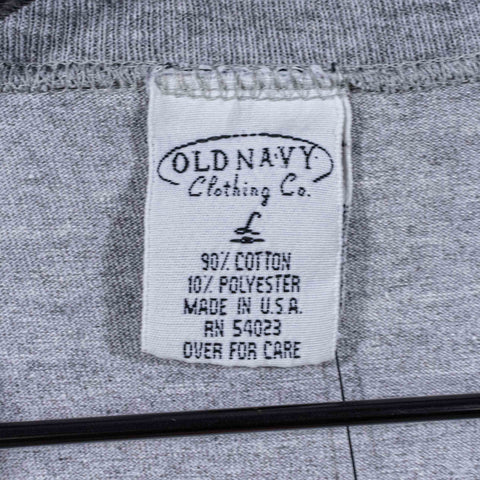 OLD NAVY
Clothing Co.
L
90% COTTON
10% POLYESTER
MADE IN U.S.A.
RN 54023
OVER FOR CARE